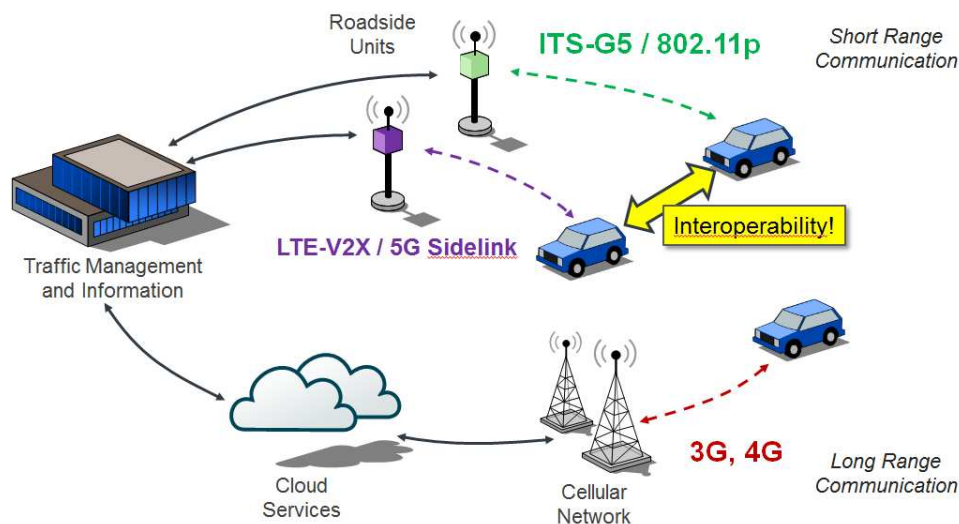 Roadside
Units
ITS-G5 / 802.11p
Short Range
Communication
Interoperability!
LTE-V2X / 5G Sidelink
Traffic Management
and Information
3G, 4G
Cloud
Services
Cellular
Network
Long Range
Communication